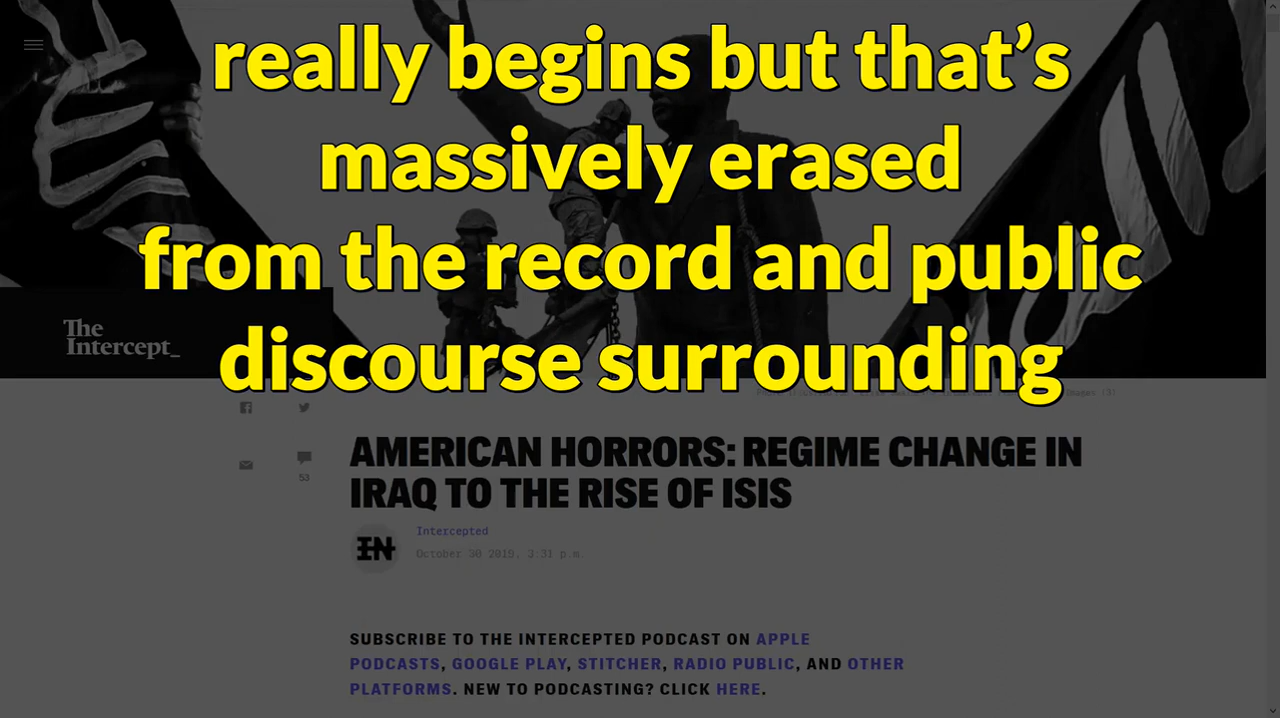 really begins but that’s
massively erased
from the record and public
discourse surrounding
The
Intercept_
53
AMERICAN HORRORS: REGIME CHANGE IN
IRAQ TO THE RISE OF ISIS
IN
Intercepted
October 30 2019, 3:31 p.m.
SUBSCRIBE TO THE INTERCEPTED PODCAST ON APPLE
PODCASTS, GOOGLE PLAY, STITCHER, RADIO PUBLIC, AND OTHER
PLATFORMS. NEW TO PODCASTING? CLICK HERE.